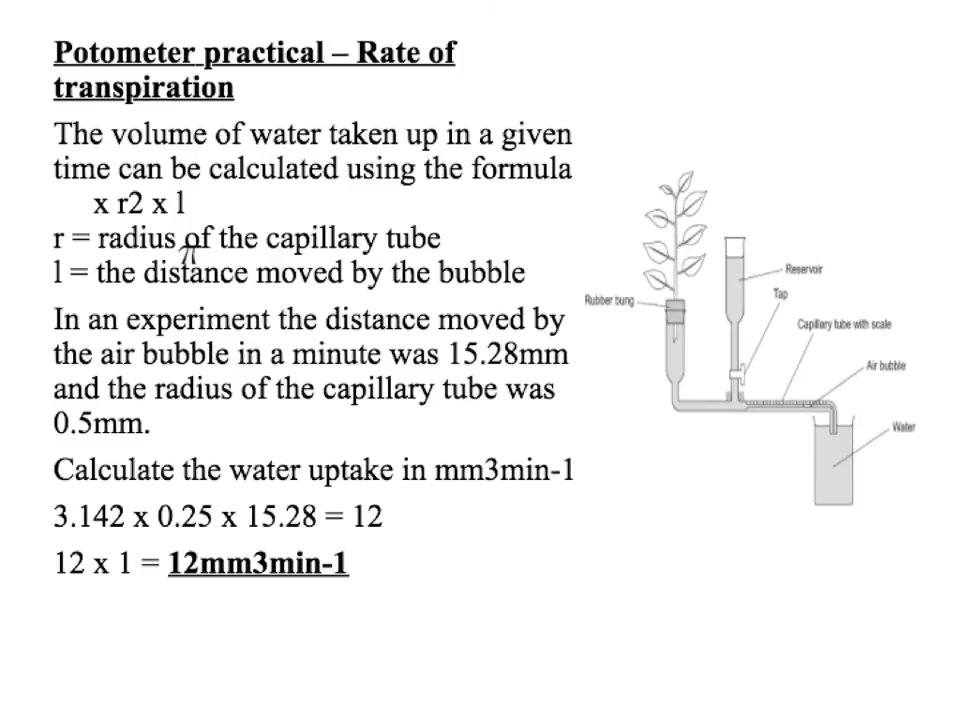 Potometer practical – Rate of
transpiration
The volume of water taken up in a given
time can be calculated using the formula
x r2 x l
r = radius of the capillary tube
π
l = the distance moved by the bubble
In an experiment the distance moved by
the air bubble in a minute was 15.28mm
and the radius of the capillary tube was
0.5mm.
Calculate the water uptake in mm3min-1
3.142 x 0.25 x 15.28 = 12
12 x 1 = 12mm3min-1
Reservoir
Tap
Rubber bung
Capillary tube with scale
Air bubble
Water